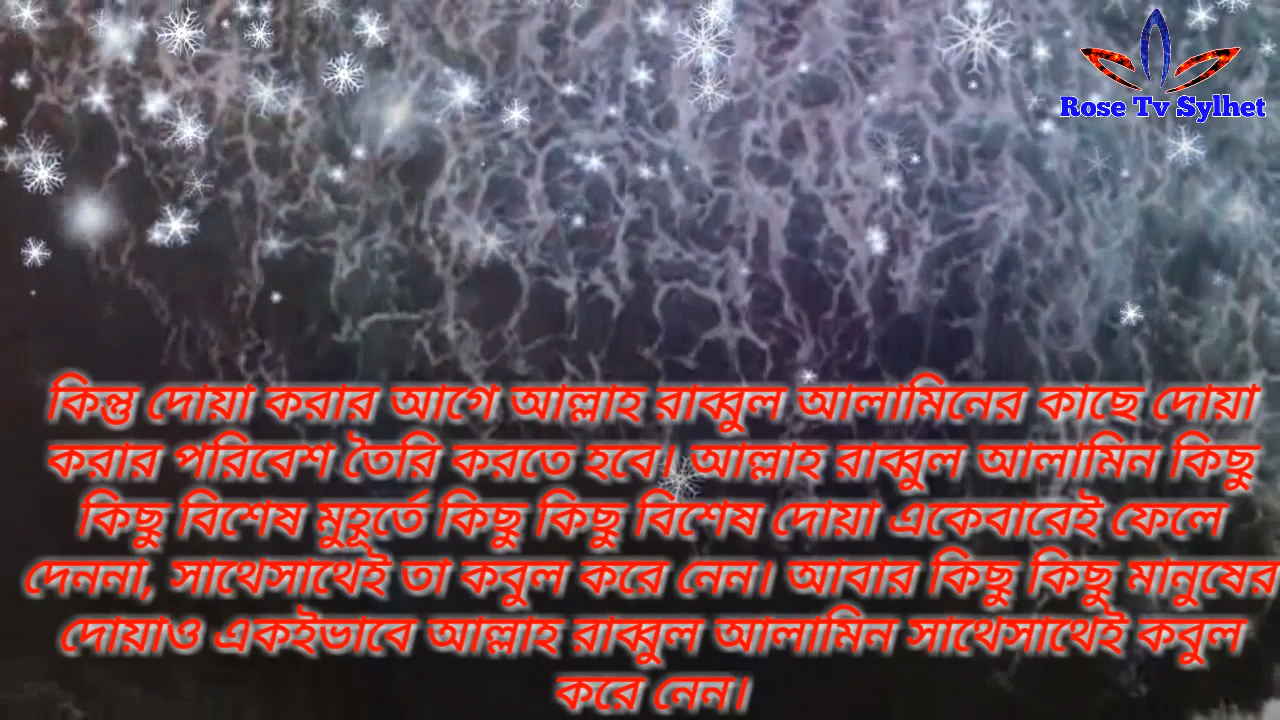 Rose Tv Sylhet
কিন্তু দোয়া করার আগে আল্লাহ রাব্বুল আলামিনের কাছে দোয়া
করার পরিবেশ তৈরি করতে হবে। আল্লাহ রাব্বুল আলামিন কিছু
কিছু বিশেষ মুহূর্তে কিছু কিছু বিশেষ দোয়া একেবারেই ফেলে
দেননা, সাথেসাথেই তা কবুল করে নেন। আবার কিছু কিছু মানুষের
দোয়াও একইভাবে আল্লাহ রাব্বুল আলামিন সাথেসাথেই কবুল
করে নেন।